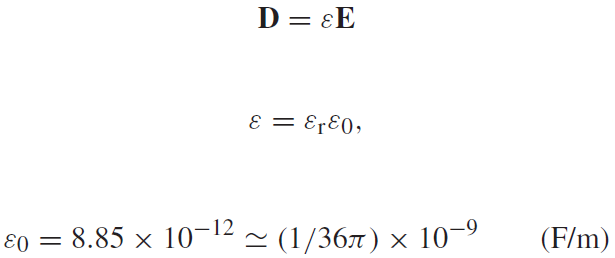 D = εE
ε = εᵣε₀,
ε₀ = 8.85 × 10⁻¹² ≃ (1/36π) × 10⁻⁹ (F/m)